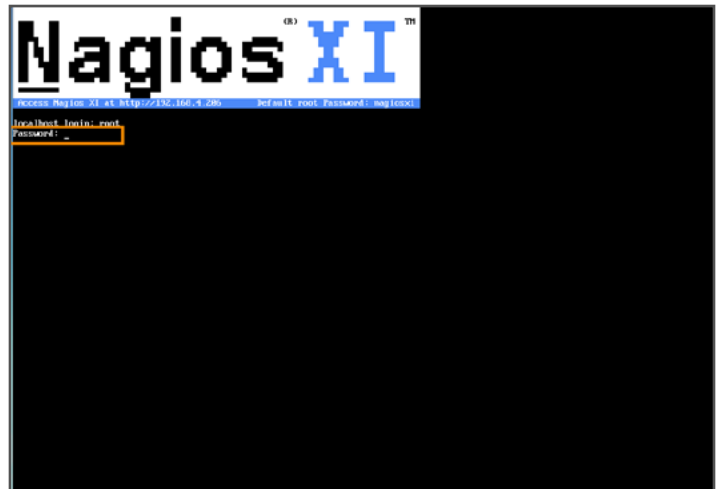 Nagios (R) XI TM
Access Nagios XI at http://192.168.4.206 Default root Password: nagiosxi
localhost login: root
Password: _